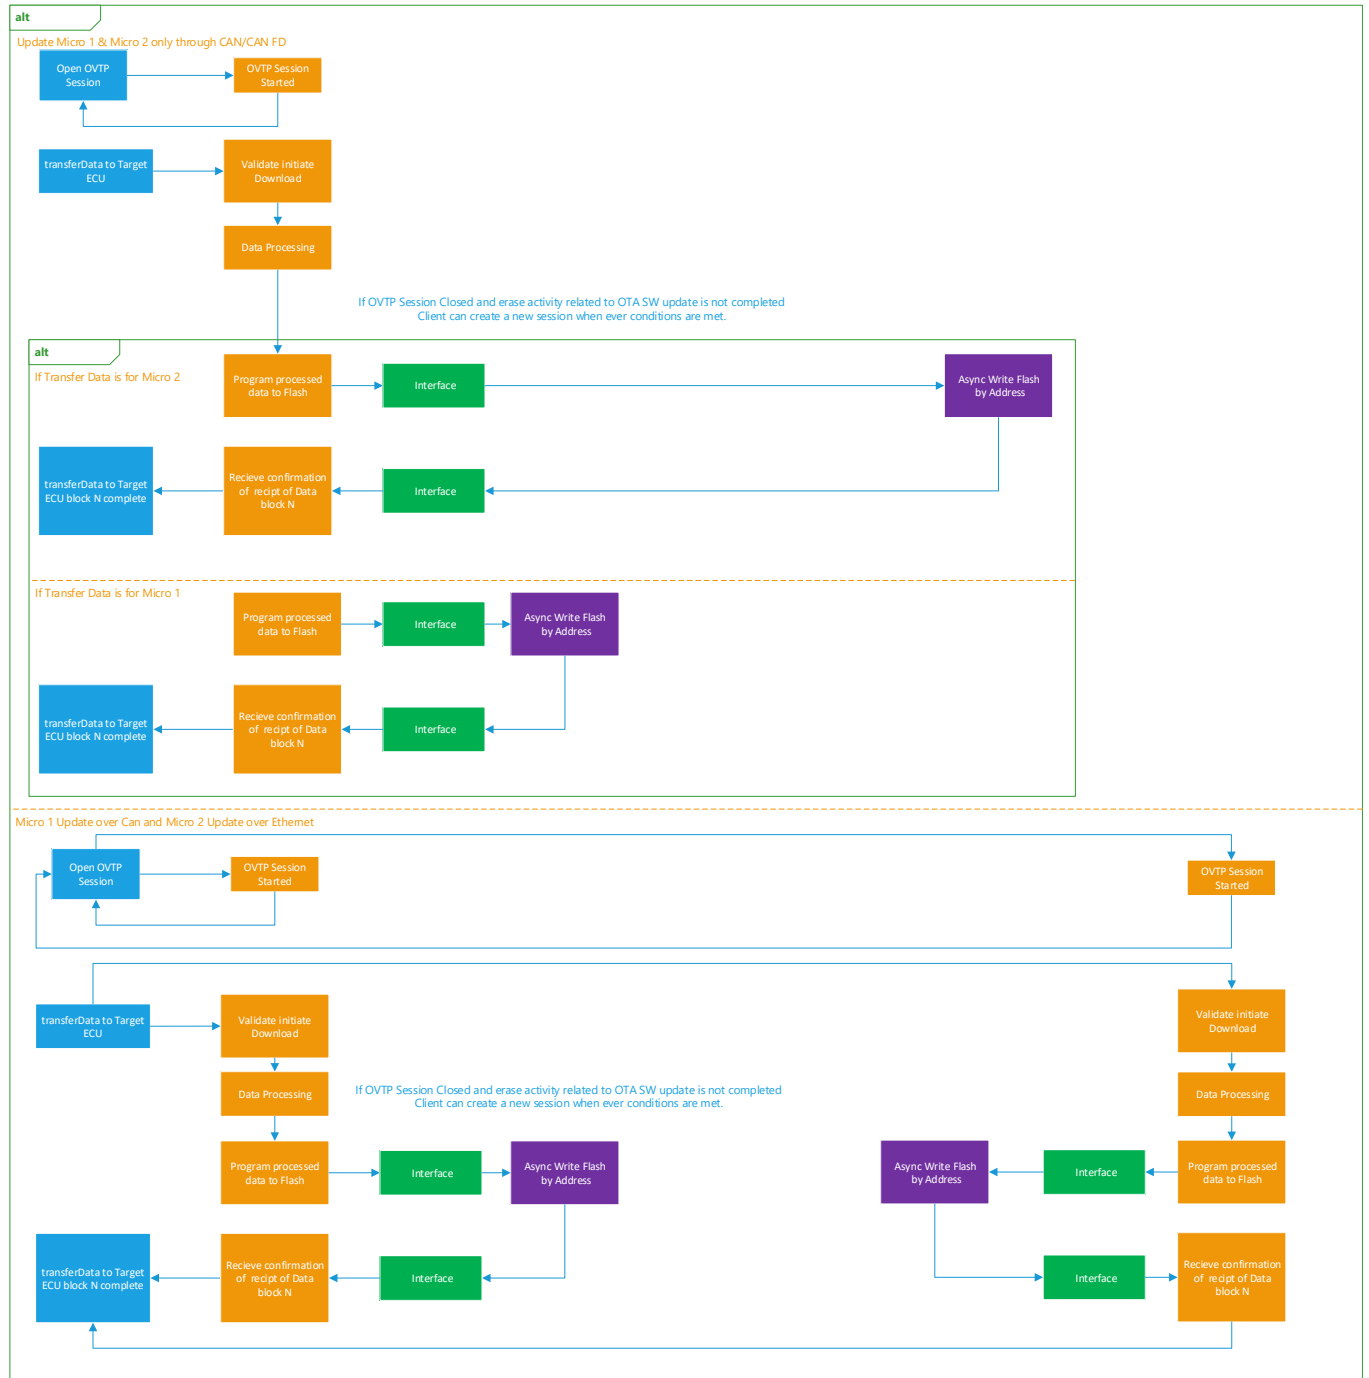 alt
Update Micro 1 & Micro 2 only through CAN/CAN FD
Open OVTP
Session
OVTP Session
Started
transferData to Target
ECU
Validate initiate
Download
Data Processing
If OVTP Session Closed and erase activity related to OTA SW update is not completed
Client can create a new session when ever conditions are met.
alt
If Transfer Data is for Micro 2
Program processed
data to Flash
Interface
Async Write Flash
by Address
transferData to Target
ECU block N complete
Recieve confirmation
of recipt of Data
block N
Interface
If Transfer Data is for Micro 1
Program processed
data to Flash
Interface
Async Write Flash
by Address
transferData to Target
ECU block N complete
Recieve confirmation
of recipt of Data
block N
Interface
Micro 1 Update over Can and Micro 2 Update over Ethernet
Open OVTP
Session
OVTP Session
Started
OVTP Session
Started
transferData to Target
ECU
Validate initiate
Download
Validate initiate
Download
Data Processing
If OVTP Session Closed and erase activity related to OTA SW update is not completed
Client can create a new session when ever conditions are met.
Data Processing
Program processed
data to Flash
Interface
Async Write Flash
by Address
Async Write Flash
by Address
Interface
Program processed
data to Flash
transferData to Target
ECU block N complete
Recieve confirmation
of recipt of Data
block N
Interface
Interface
Recieve confirmation
of recipt of Data
block N